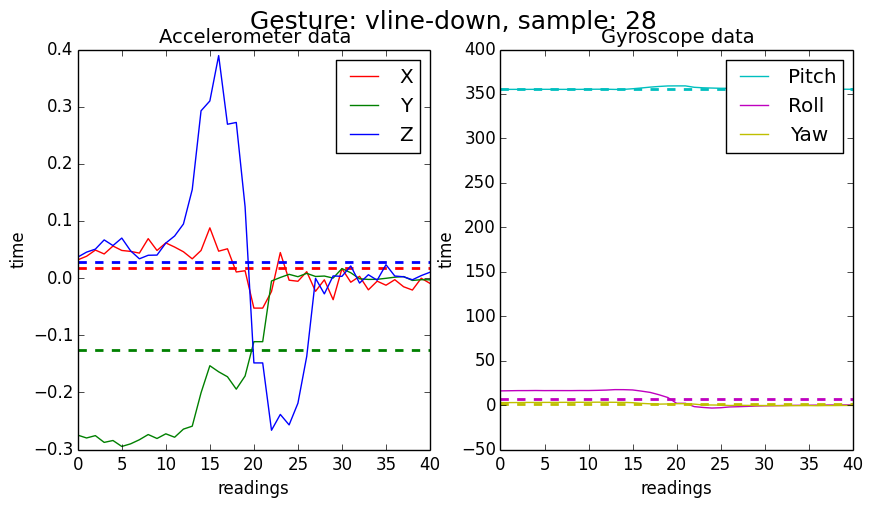 Gesture: vline-down, sample: 28
Accelerometer data
0.4
0.3
0.2
0.1
0.0
−0.1
−0.2
−0.3
time
0 5 10 15 20 25 30 35 40
readings
X
Y
Z
Gyroscope data
400
350
300
250
200
150
100
50
0
−50
time
0 5 10 15 20 25 30 35 40
readings
Pitch
Roll
Yaw